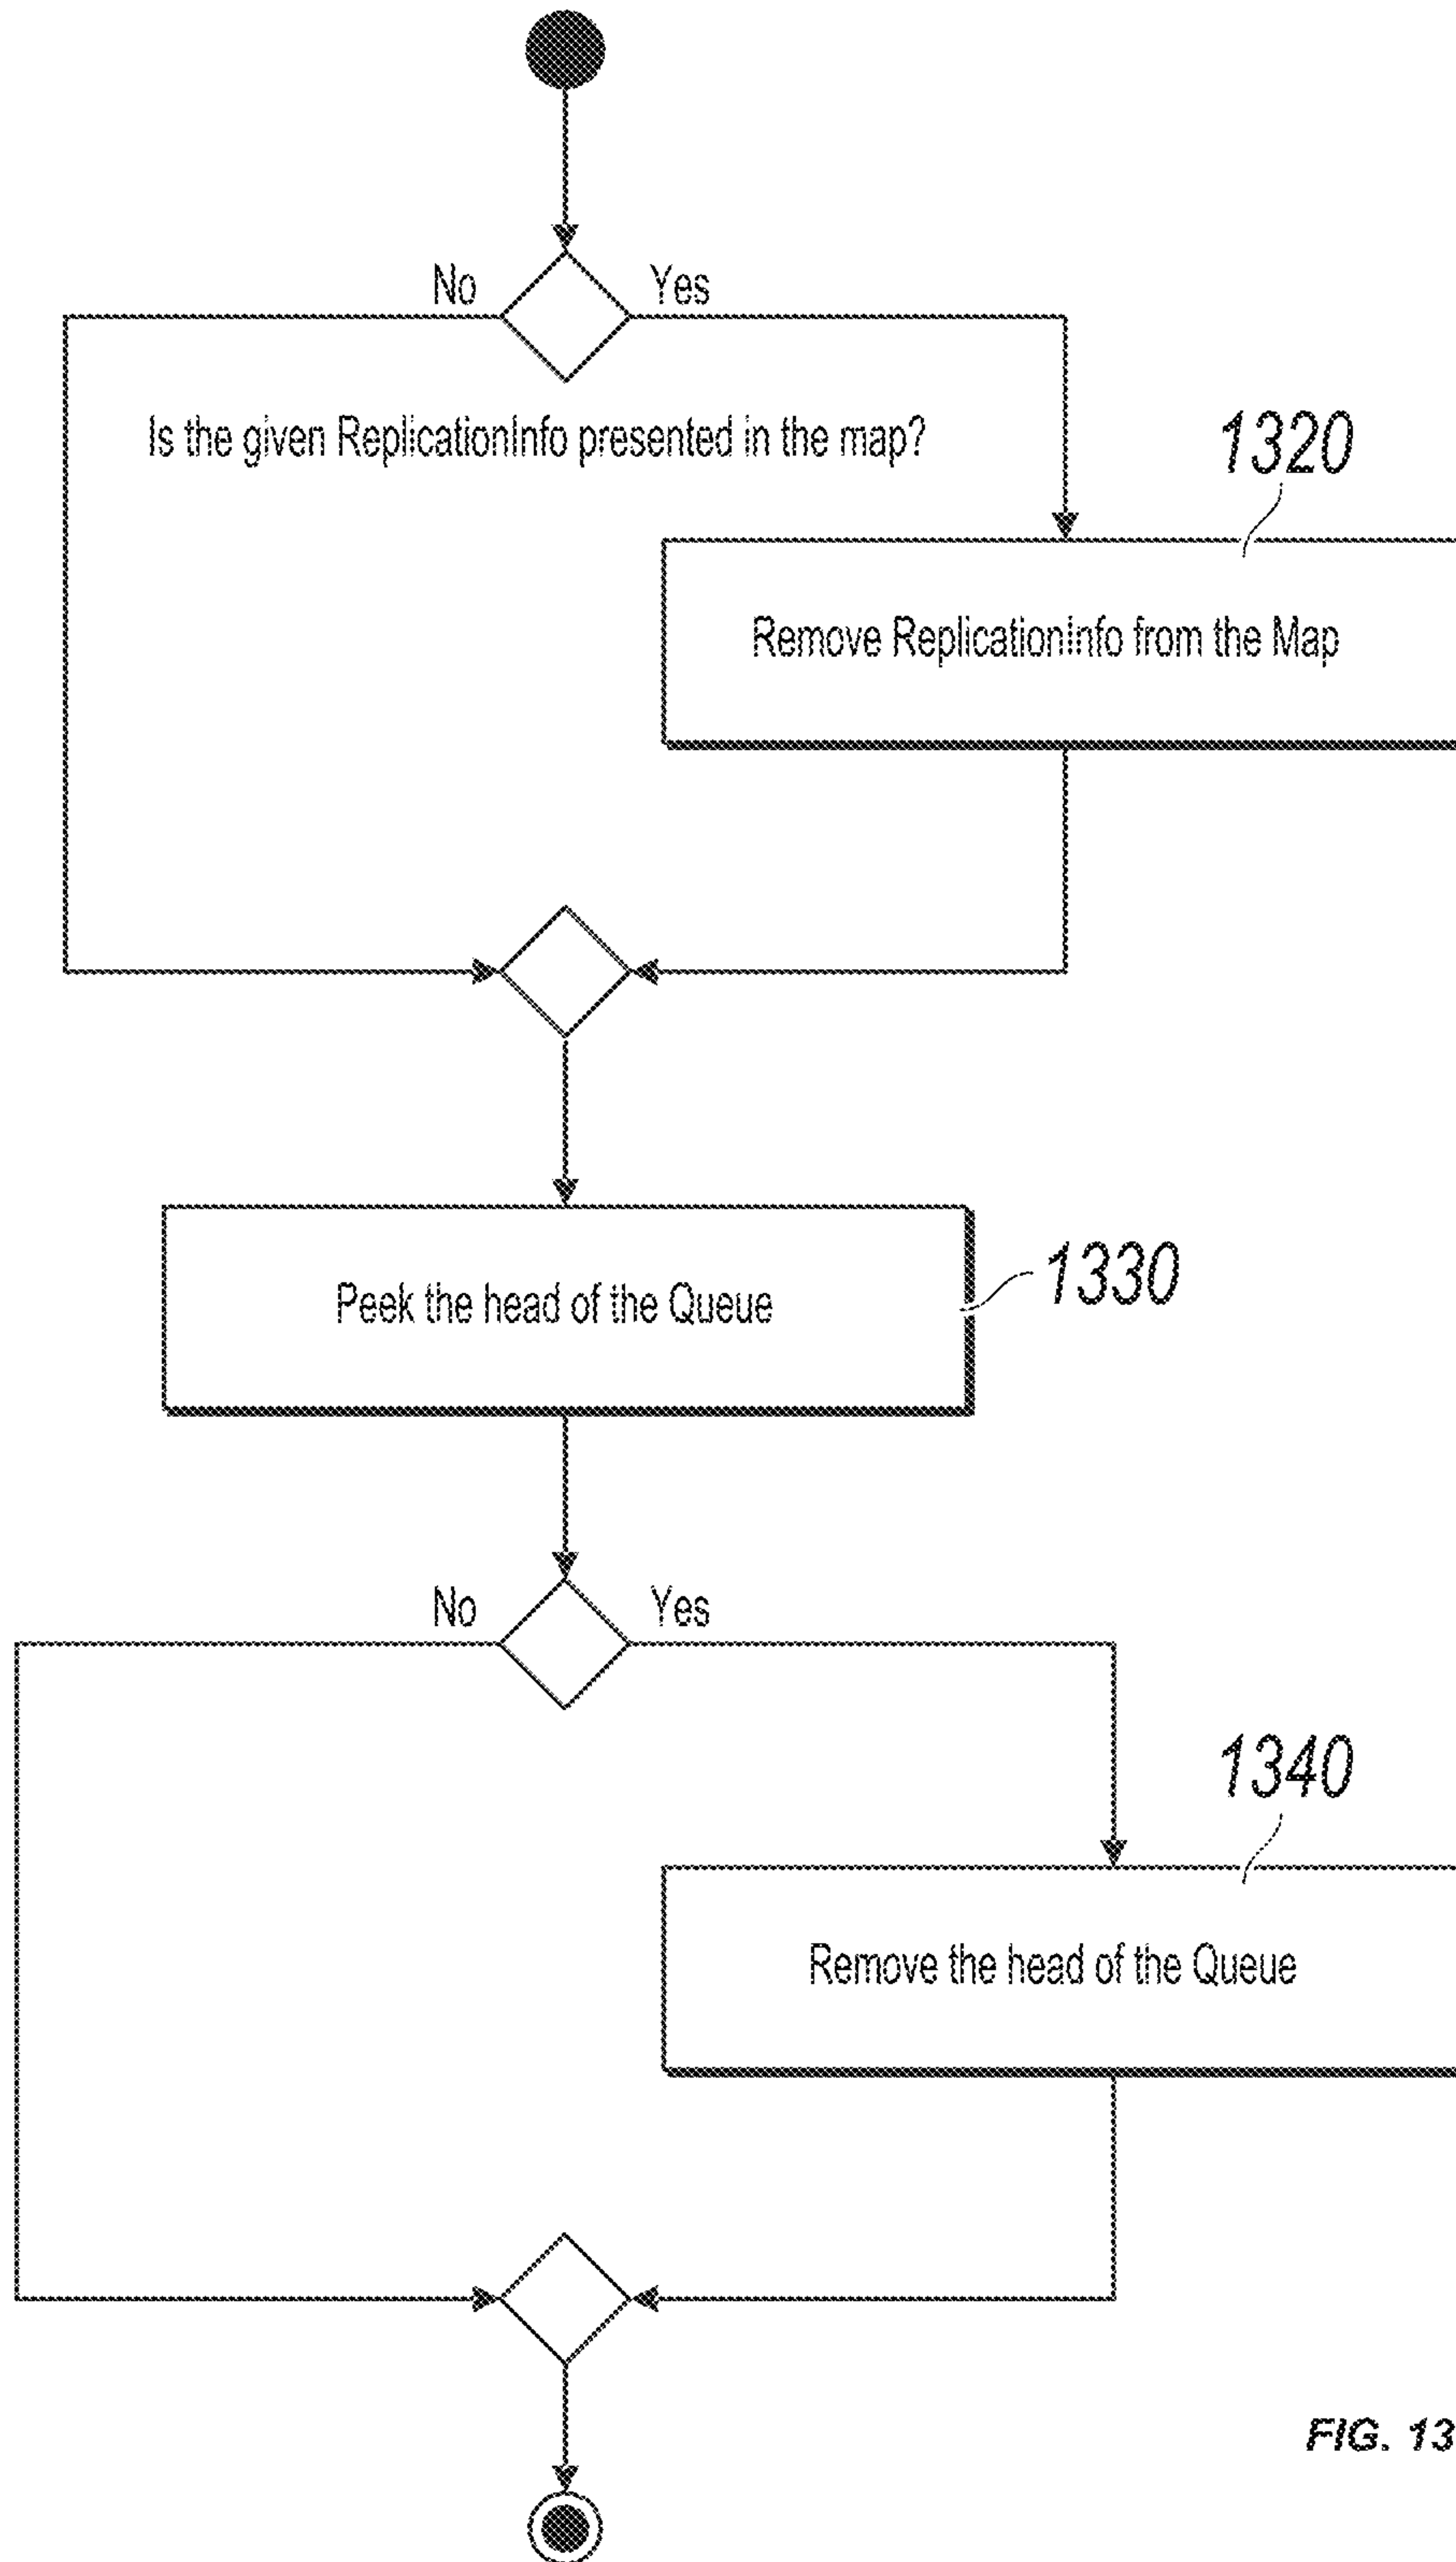 No Yes
Is the given ReplicationInfo presented in the map?
1320
Remove ReplicationInfo from the Map
Peek the head of the Queue
1330
No Yes
1340
Remove the head of the Queue
FIG. 13